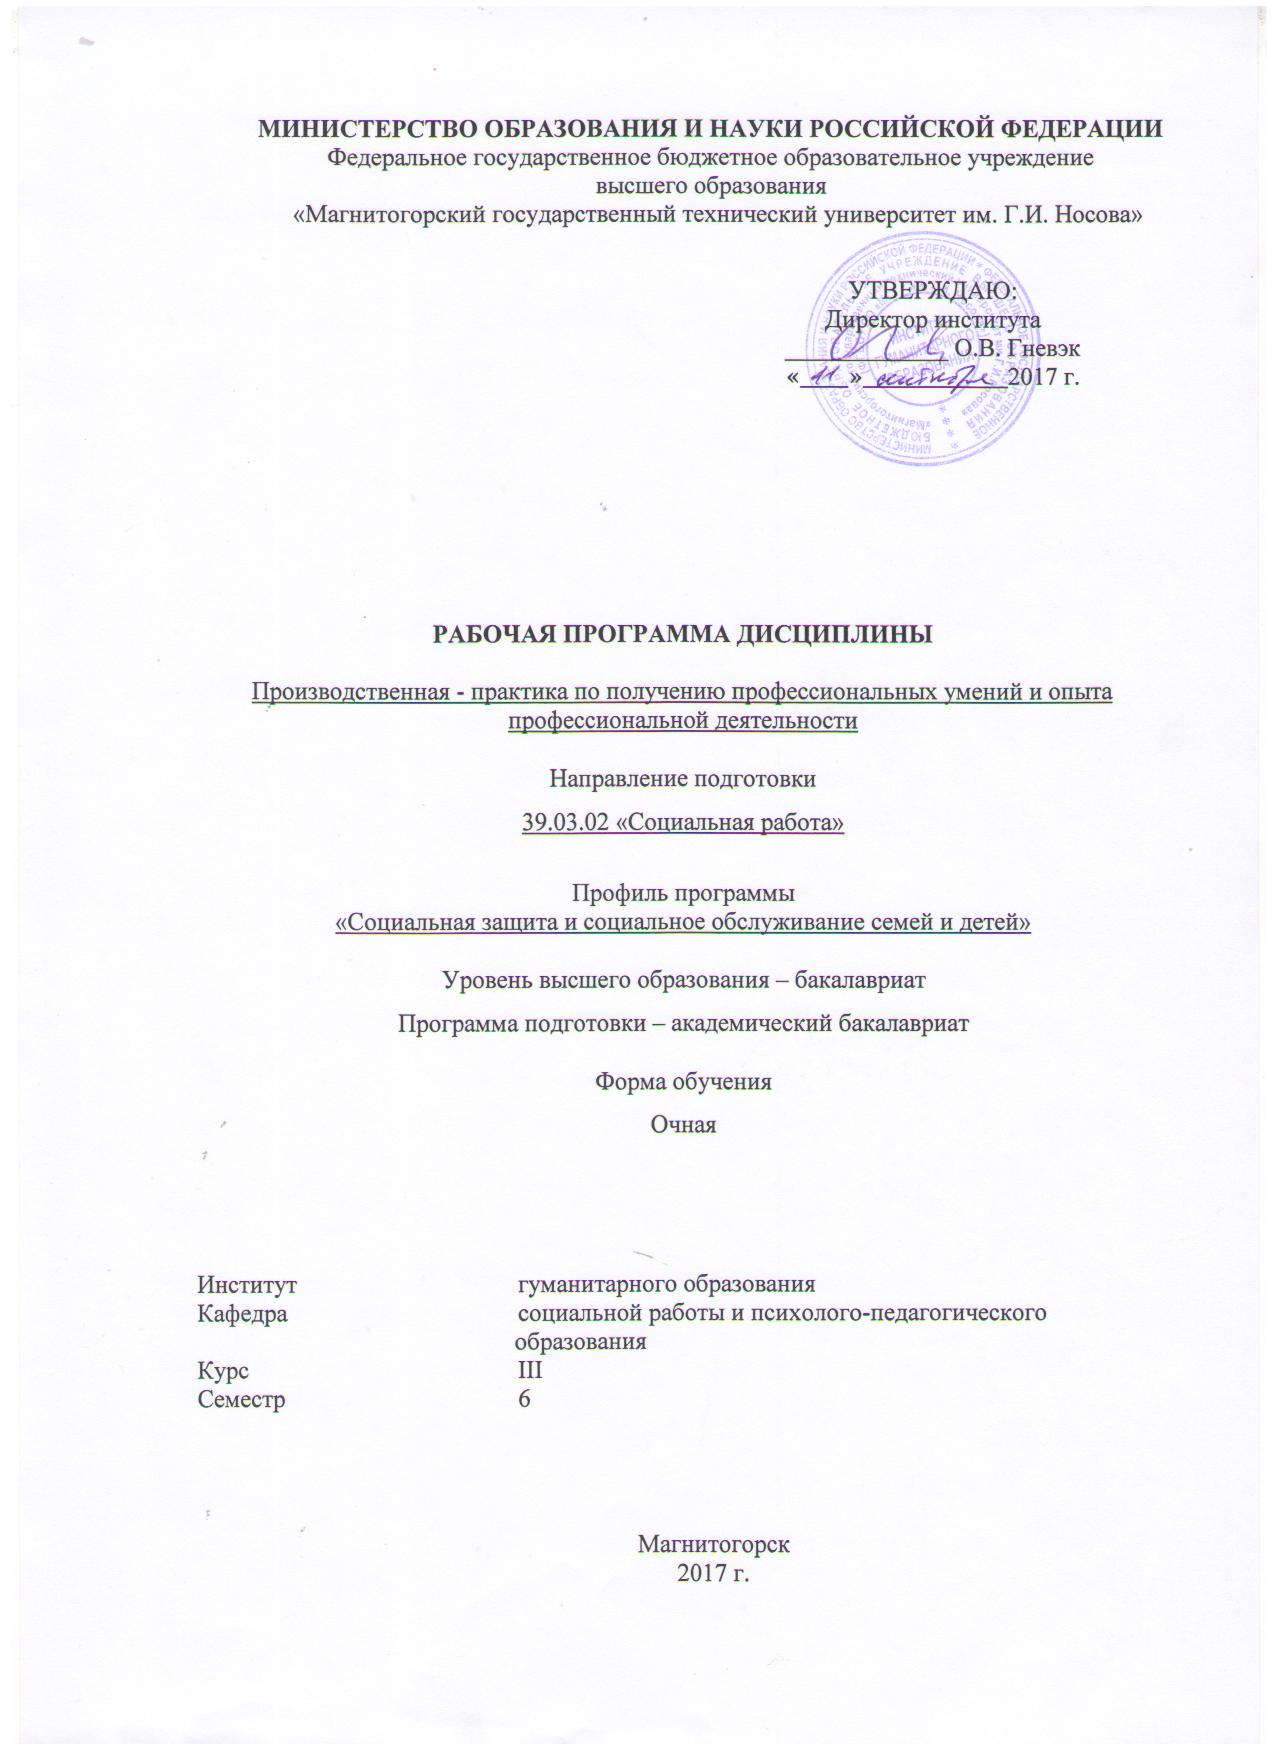 МИНИСТЕРСТВО ОБРАЗОВАНИЯ И НАУКИ РОССИЙСКОЙ ФЕДЕРАЦИИ
Федеральное государственное бюджетное образовательное учреждение
высшего образования
«Магнитогорский государственный технический университет им. Г.И. Носова»
УТВЕРЖДАЮ:
Директор института
О.В. Гневэк
«11» сентября 2017 г.
РАБОЧАЯ ПРОГРАММА ДИСЦИПЛИНЫ
Производственная - практика по получению профессиональных умений и опыта
профессиональной деятельности
Направление подготовки
39.03.02 «Социальная работа»
Профиль программы
«Социальная защита и социальное обслуживание семей и детей»
Уровень высшего образования – бакалавриат
Программа подготовки – академический бакалавриат
Форма обучения
Очная
Институт гуманитарного образования
Кафедра социальной работы и психолого-педагогического
образования
Курс III
Семестр 6
Магнитогорск
2017 г.